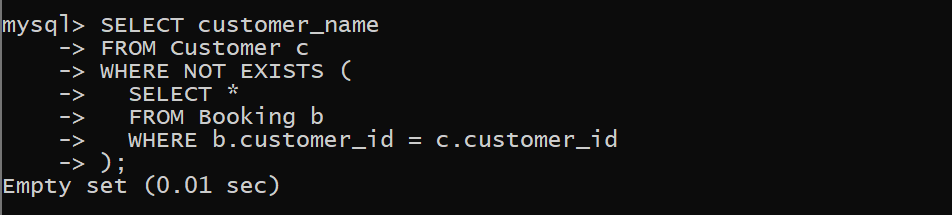 mysql> SELECT customer_name
    -> FROM Customer c
    -> WHERE NOT EXISTS (
    ->   SELECT *
    ->   FROM Booking b
    ->   WHERE b.customer_id = c.customer_id
    -> );
Empty set (0.01 sec)